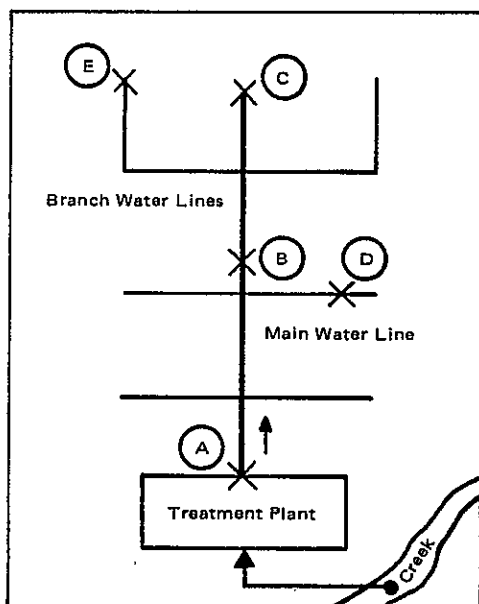 E
C
Branch Water Lines
B
D
Main Water Line
A
Treatment Plant
Creek